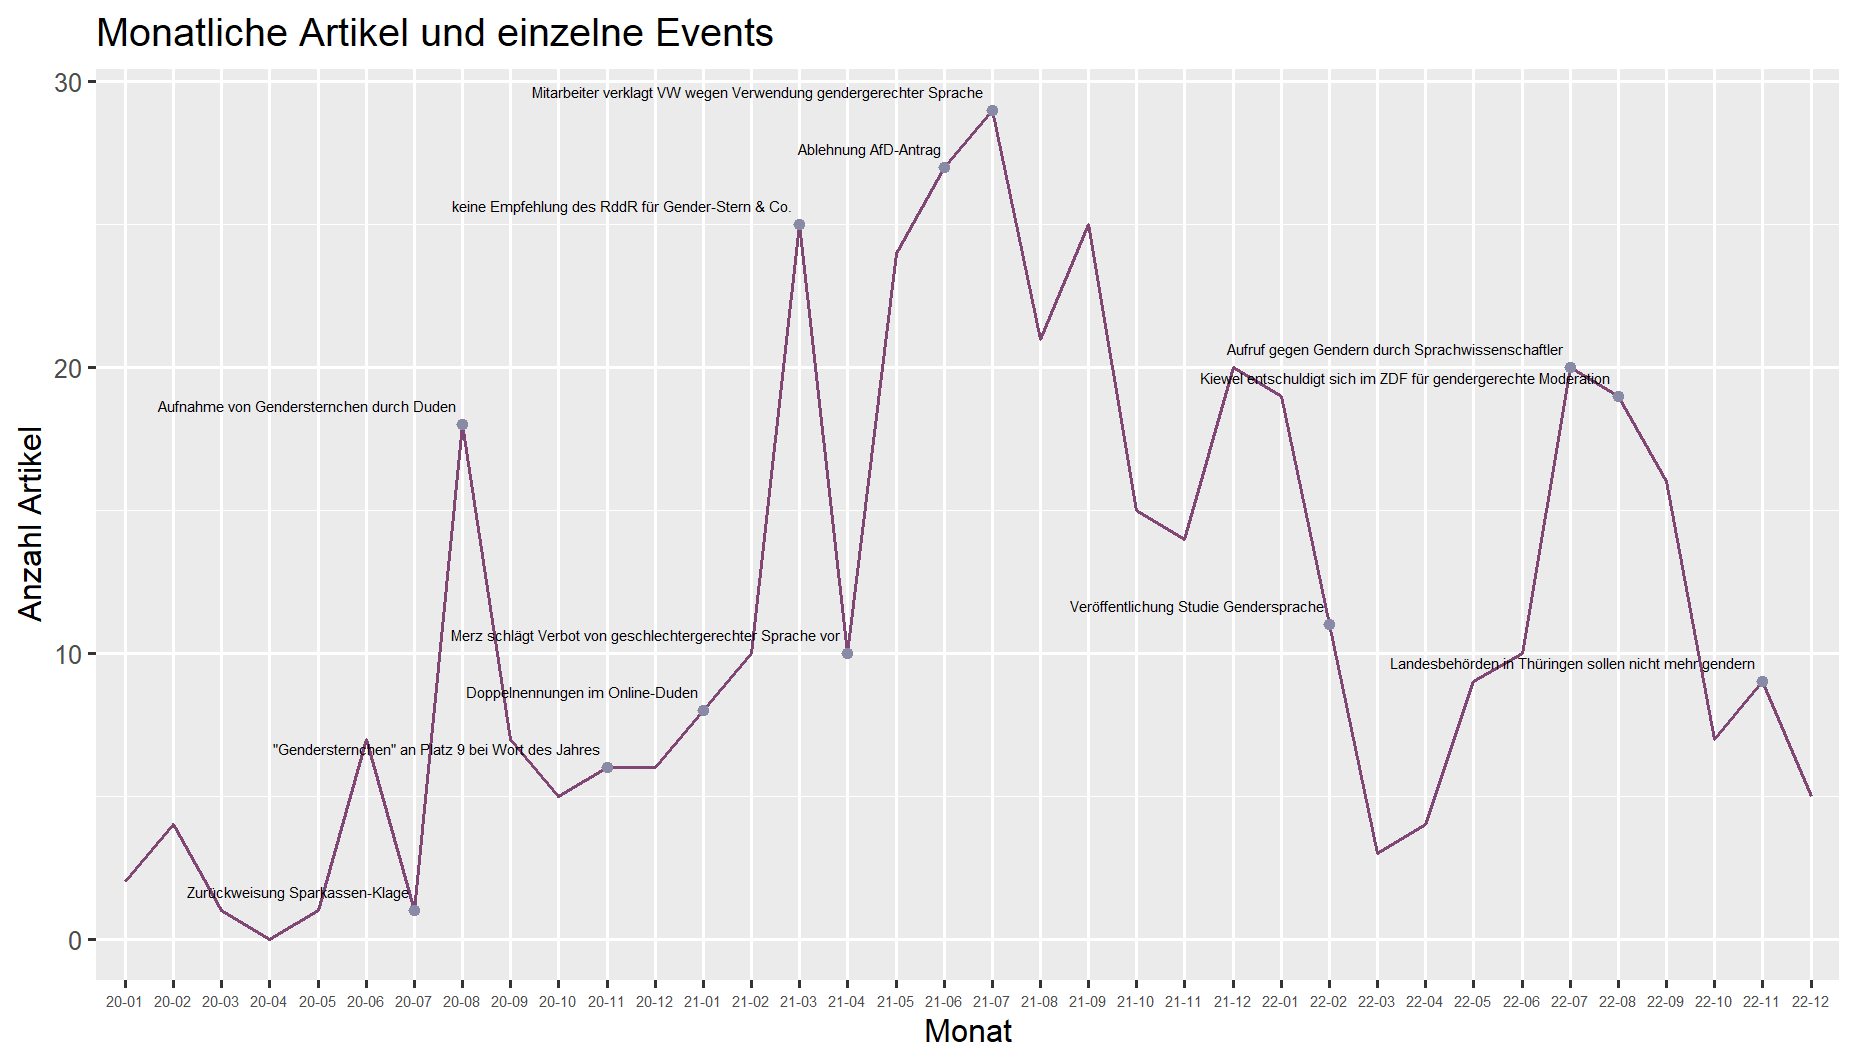 Monatliche Artikel und einzelne Events
30
Mitarbeiter verklagt VW wegen Verwendung gendergerechter Sprache
Ablehnung AfD-Antrag
keine Empfehlung des RddR für Gender-Stern & Co.
Aufruf gegen Gendern durch Sprachwissenschaftler
20
Kiewel entschuldigt sich im ZDF für gendergerechte Moderation
Aufnahme von Gendersternchen durch Duden
Anzahl Artikel
Veröffentlichung Studie Gendersprache
Merz schlägt Verbot von geschlechtergerechter Sprache vor
10
Landesbehörden in Thüringen sollen nicht mehr gendern
Doppelnennungen im Online-Duden
"Gendersternchen" an Platz 9 bei Wort des Jahres
Zurückweisung Sparkassen-Klage
0
20-01 20-02 20-03 20-04 20-05 20-06 20-07 20-08 20-09 20-10 20-11 20-12 21-01 21-02 21-03 21-04 21-05 21-06 21-07 21-08 21-09 21-10 21-11 21-12 22-01 22-02 22-03 22-04 22-05 22-06 22-07 22-08 22-09 22-10 22-11 22-12
Monat